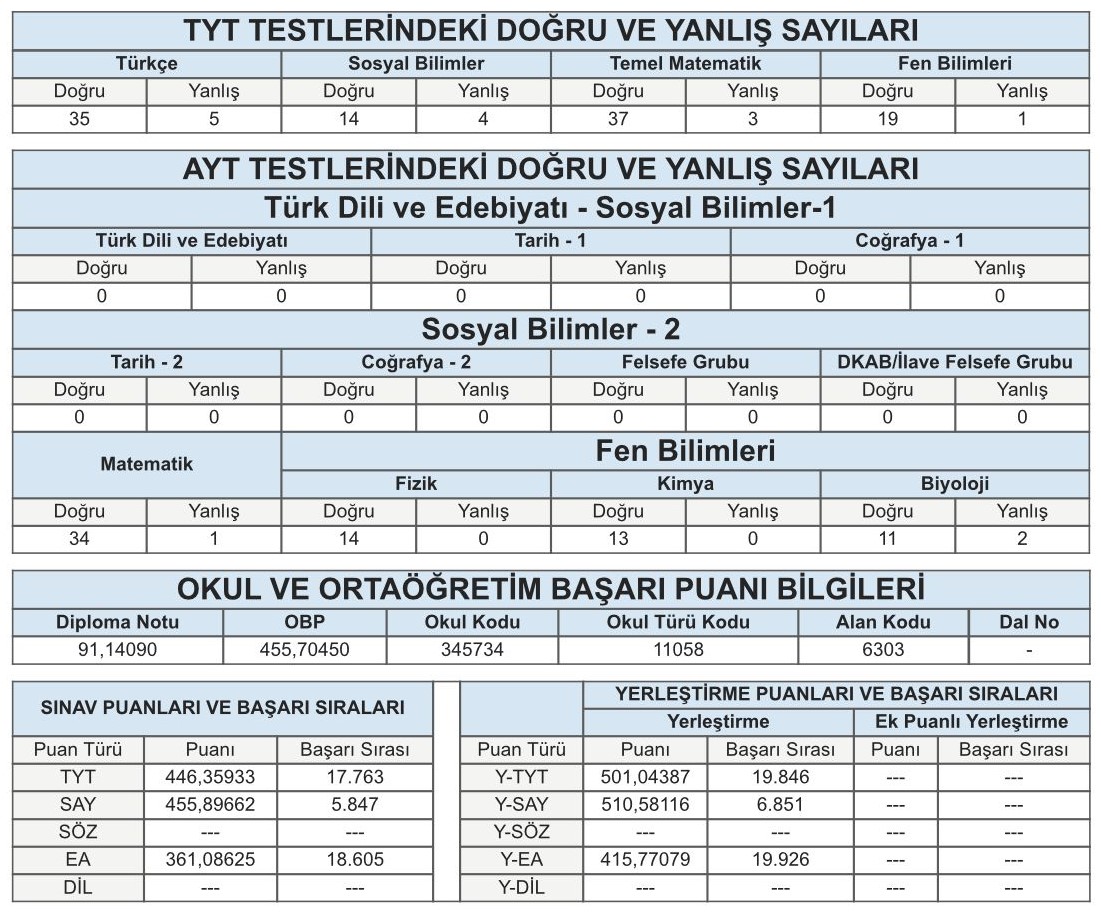 TYT TESTLERİNDEKİ DOĞRU VE YANLIŞ SAYILARI
Türkçe Sosyal Bilimler Temel Matematik Fen Bilimleri
Doğru Yanlış Doğru Yanlış Doğru Yanlış Doğru Yanlış
35 5 14 4 37 3 19 1
AYT TESTLERİNDEKİ DOĞRU VE YANLIŞ SAYILARI
Türk Dili ve Edebiyatı - Sosyal Bilimler-1
Türk Dili ve Edebiyatı Tarih - 1 Coğrafya - 1
Doğru Yanlış Doğru Yanlış Doğru Yanlış
0 0 0 0 0 0
Sosyal Bilimler - 2
Tarih - 2 Coğrafya - 2 Felsefe Grubu DKAB/İlave Felsefe Grubu
Doğru Yanlış Doğru Yanlış Doğru Yanlış Doğru Yanlış
0 0 0 0 0 0 0 0
Matematik Fen Bilimleri
Fizik Kimya Biyoloji
Doğru Yanlış Doğru Yanlış Doğru Yanlış Doğru Yanlış
34 1 14 0 13 0 11 2
OKUL VE ORTAÖĞRETİM BAŞARI PUANI BİLGİLERİ
Diploma Notu OBP Okul Kodu Okul Türü Kodu Alan Kodu Dal No
91,14090 455,70450 345734 11058 6303 -
SINAV PUANLARI VE BAŞARI SIRALARI
Puan Türü Puanı Başarı Sırası
TYT 446,35933 17.763
SAY 455,89662 5.847
SÖZ --- ---
EA 361,08625 18.605
DİL --- ---
YERLEŞTİRME PUANLARI VE BAŞARI SIRALARI
Yerleştirme Ek Puanlı Yerleştirme
Puan Türü Puanı Başarı Sırası Puanı Başarı Sırası
Y-TYT 501,04387 19.846 --- ---
Y-SAY 510,58116 6.851 --- ---
Y-SÖZ --- --- --- ---
Y-EA 415,77079 19.926 --- ---
Y-DİL --- --- --- ---